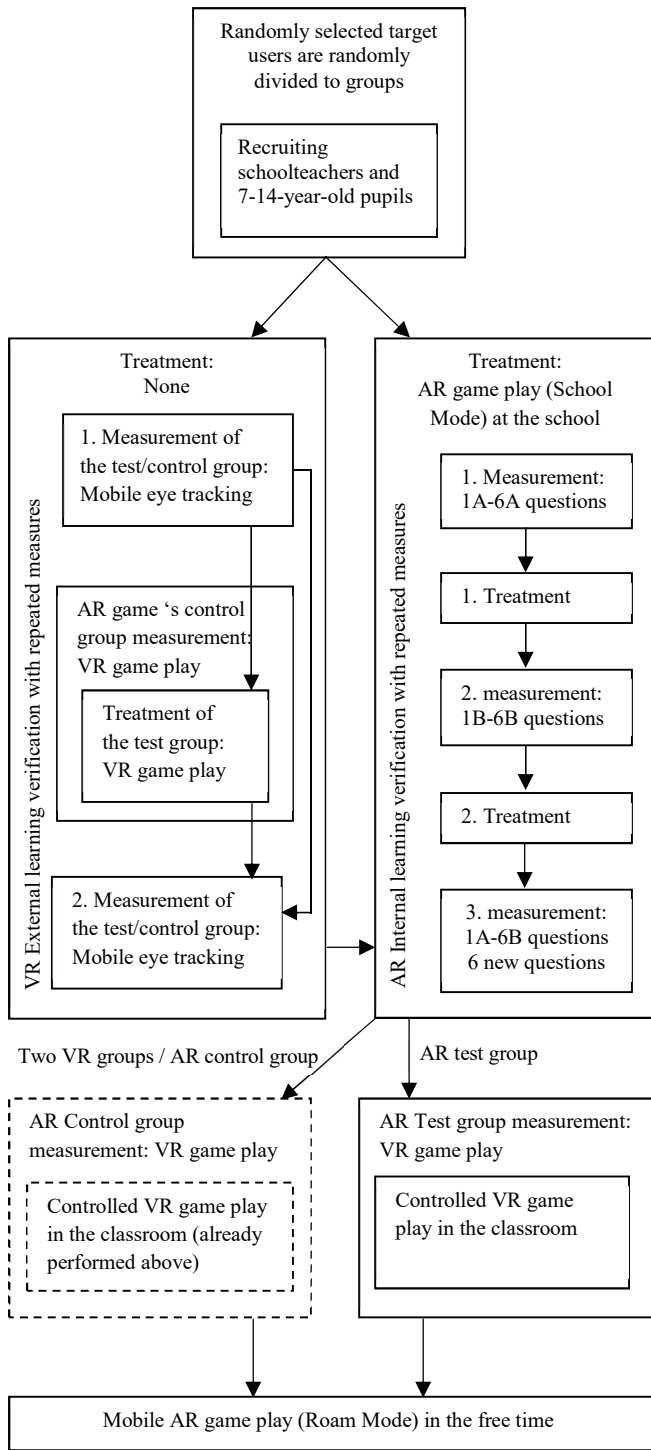 Randomly selected target
users are randomly
divided to groups
Recruiting
schoolteachers and
7-14-year-old pupils
VR External learning verification with repeated measures
Treatment:
None
1. Measurement of
the test/control group:
Mobile eye tracking
AR game ‘s control
group measurement:
VR game play
Treatment of
the test group:
VR game play
2. Measurement of
the test/control group:
Mobile eye tracking
AR Internal learning verification with repeated measures
Treatment:
AR game play (School
Mode) at the school
1. Measurement:
1A-6A questions
1. Treatment
2. measurement:
1B-6B questions
2. Treatment
3. measurement:
1A-6B questions
6 new questions
Two VR groups / AR control group
AR test group
AR Control group
measurement: VR game play
Controlled VR game play
in the classroom (already
performed above)
AR Test group measurement:
VR game play
Controlled VR game
play in the classroom
Mobile AR game play (Roam Mode) in the free time